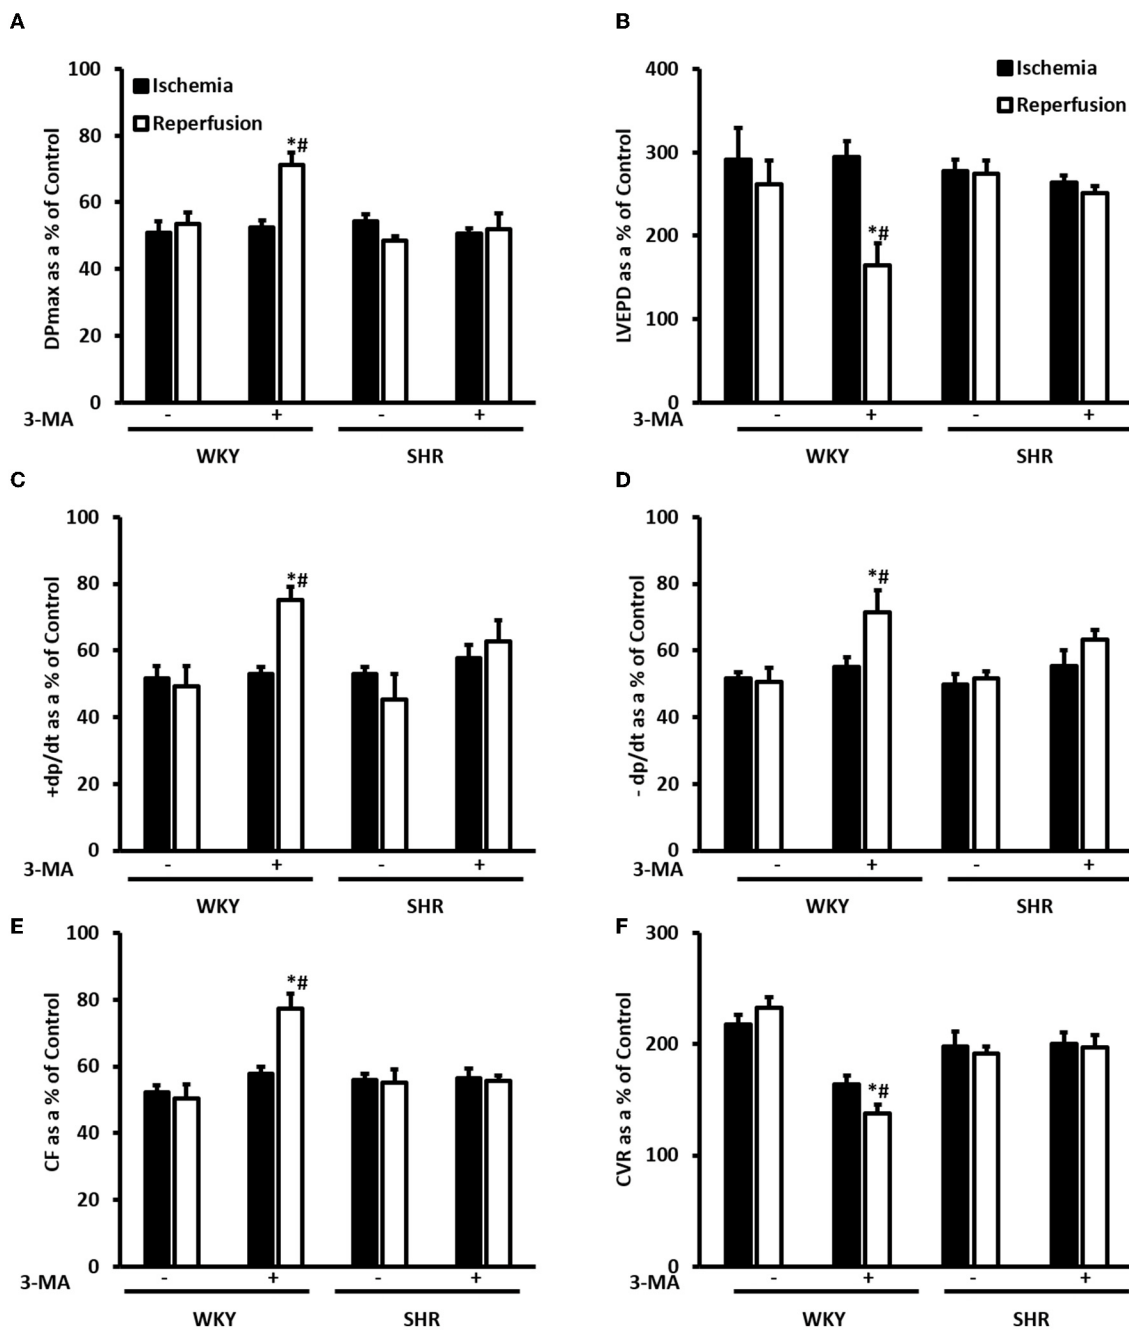 A
DPmax as a % of Control
100
80
60
40
20
0
Ischemia
Reperfusion
*#
3-MA - + - +
WKY SHR
B
LVEPD as a % of Control
400
300
200
100
0
Ischemia
Reperfusion
*#
3-MA - + - +
WKY SHR
C
+dp/dt as a % of Control
100
80
60
40
20
0
*#
3-MA - + - +
WKY SHR
D
- dp/dt as a % of Control
100
80
60
40
20
0
*#
3-MA - + - +
WKY SHR
E
CF as a % of Control
100
80
60
40
20
0
*#
3-MA - + - +
WKY SHR
F
CVR as a % of Control
300
200
100
0
*#
3-MA - + - +
WKY SHR